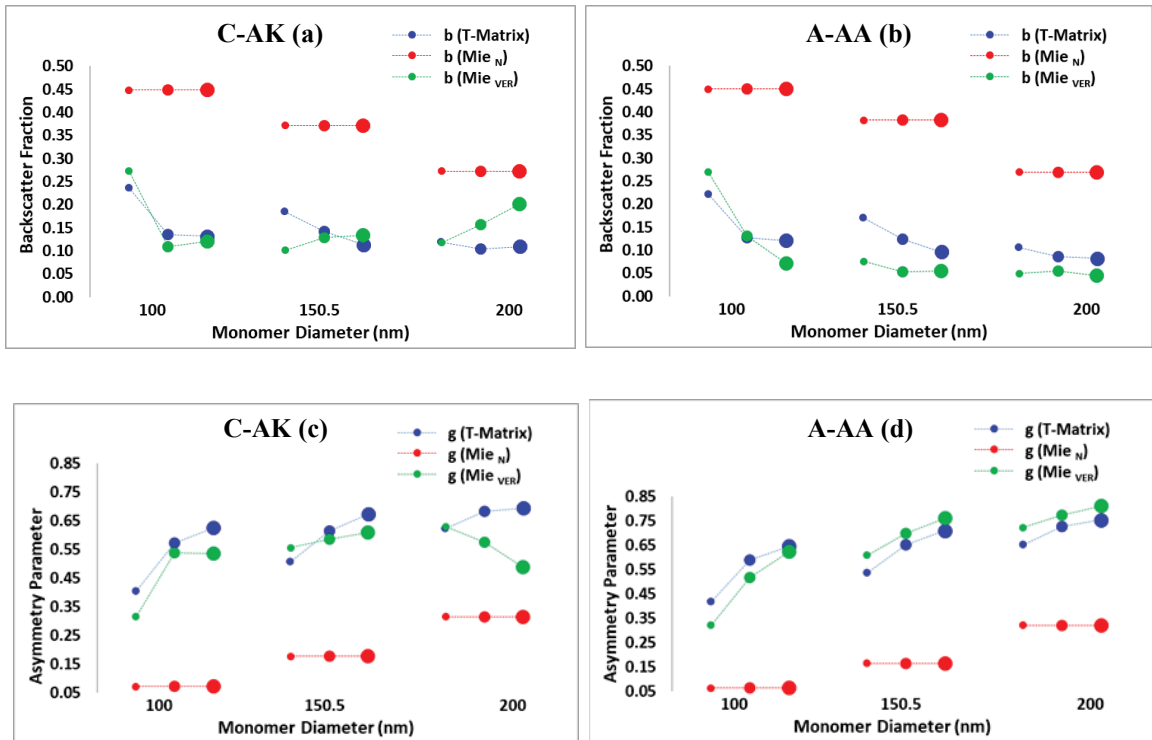 C-AK (a)
b (T-Matrix)
b (Mie N)
b (Mie VER)
Backscatter Fraction
0.50
0.45
0.40
0.35
0.30
0.25
0.20
0.15
0.10
0.05
0.00
100 150.5 200
Monomer Diameter (nm)
A-AA (b)
b (T-Matrix)
b (Mie N)
b (Mie VER)
Backscatter Fraction
0.50
0.45
0.40
0.35
0.30
0.25
0.20
0.15
0.10
0.05
0.00
100 150.5 200
Monomer Diameter (nm)
C-AK (c)
g (T-Matrix)
g (Mie N)
g (Mie VER)
Asymmetry Parameter
0.85
0.75
0.65
0.55
0.45
0.35
0.25
0.15
0.05
100 150.5 200
Monomer Diameter (nm)
A-AA (d)
g (T-Matrix)
g (Mie N)
g (Mie VER)
Asymmetry Parameter
0.85
0.75
0.65
0.55
0.45
0.35
0.25
0.15
0.05
100 150.5 200
Monomer Diameter (nm)